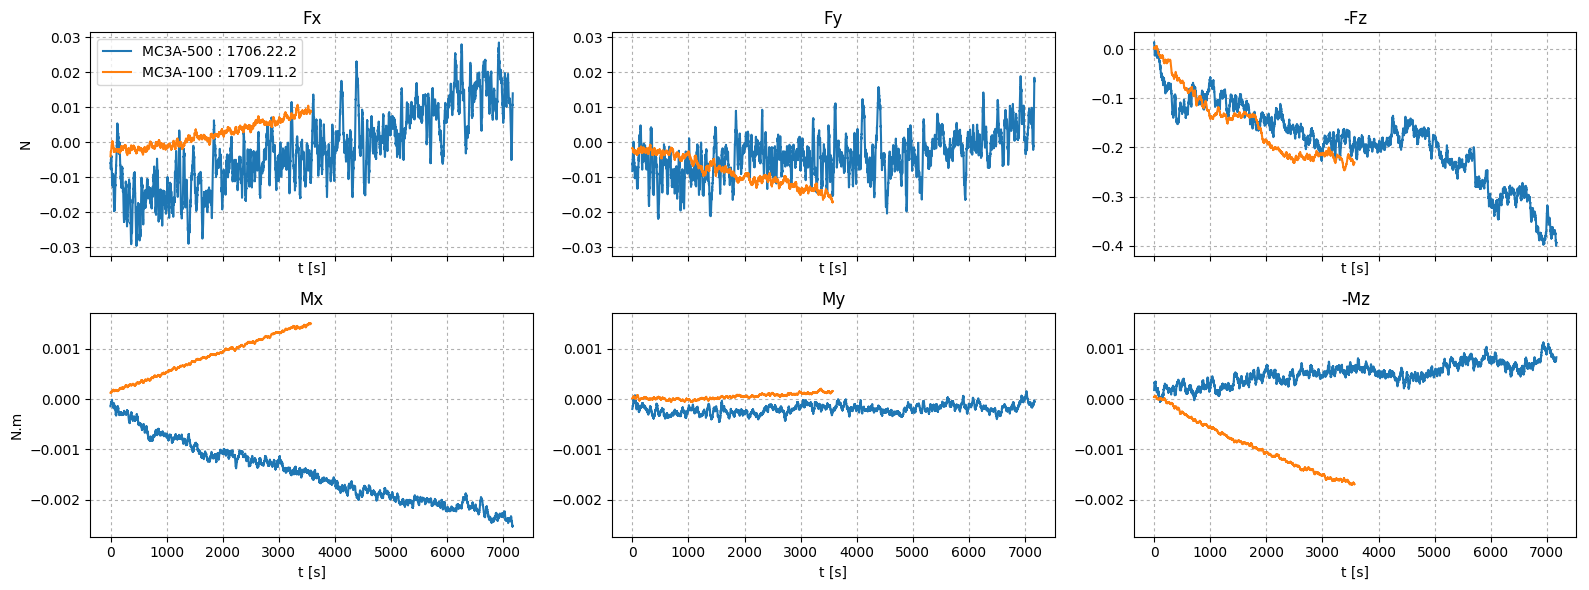 Fx
Fy
-Fz
0.03
0.02
0.01
0.00
−0.01
−0.02
−0.03
N
MC3A-500 : 1706.22.2
MC3A-100 : 1709.11.2
t [s]
0.03
0.02
0.01
0.00
−0.01
−0.02
−0.03
t [s]
0.0
−0.1
−0.2
−0.3
−0.4
t [s]
Mx
My
-Mz
0.001
0.000
−0.001
−0.002
N.m
0 1000 2000 3000 4000 5000 6000 7000
t [s]
0.001
0.000
−0.001
−0.002
0 1000 2000 3000 4000 5000 6000 7000
t [s]
0.001
0.000
−0.001
−0.002
0 1000 2000 3000 4000 5000 6000 7000
t [s]